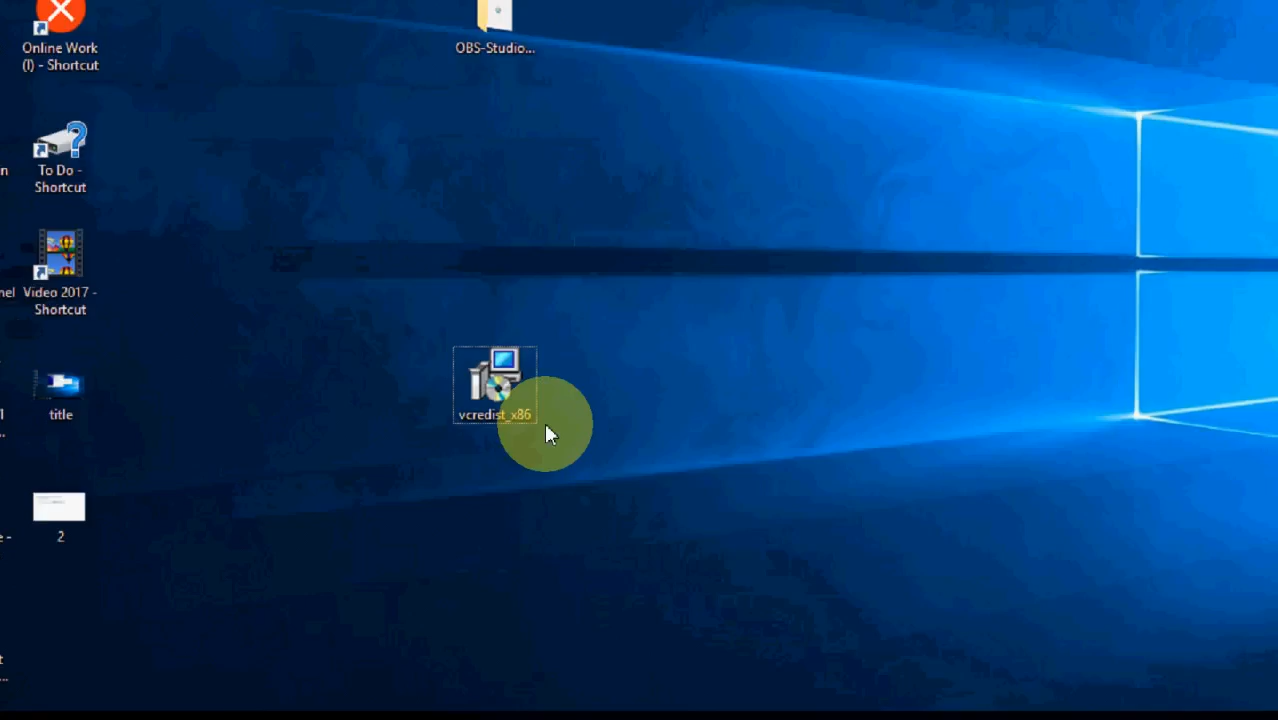 Online Work
(I) - Shortcut
OBS-Studio...
To Do -
Shortcut
Video 2017 -
Shortcut
vcredist_x86
title
2